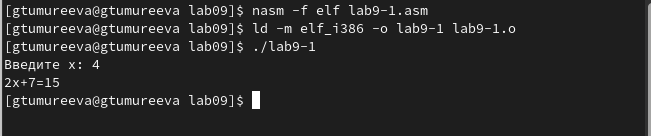 [gtumureeva@gtumureeva lab09]$ nasm -f elf lab9-1.asm
[gtumureeva@gtumureeva lab09]$ ld -m elf_i386 -o lab9-1 lab9-1.o
[gtumureeva@gtumureeva lab09]$ ./lab9-1
Введите x: 4
2x+7=15
[gtumureeva@gtumureeva lab09]$